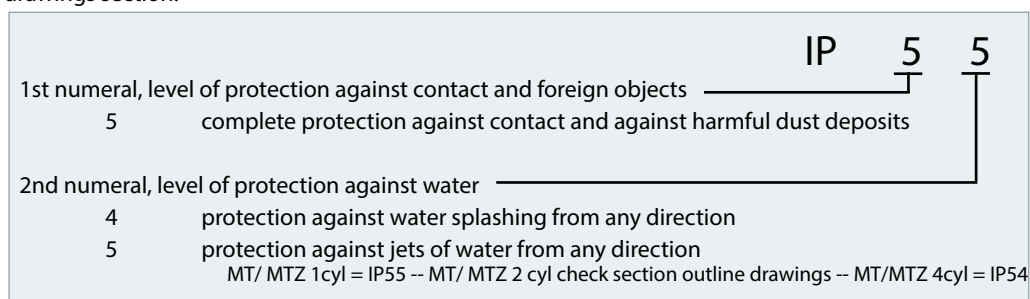 drawings section.
IP 5 5
1st numeral, level of protection against contact and foreign objects
5 complete protection against contact and against harmful dust deposits
2nd numeral, level of protection against water
4 protection against water splashing from any direction
5 protection against jets of water from any direction
MT/ MTZ 1cyl = IP55 -- MT/ MTZ 2 cyl check section outline drawings -- MT/MTZ 4cyl = IP54